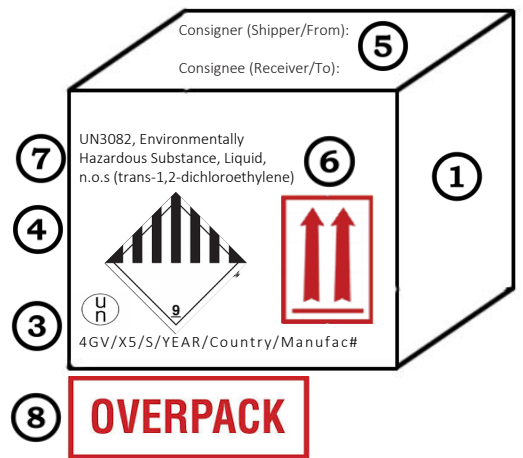 Consigner (Shipper/From):
5
Consignee (Receiver/To):
7
UN3082, Environmentally
Hazardous Substance, Liquid,
n.o.s (trans-1,2-dichloroethylene)
6
1
4
9
un
3
4GV/X5/S/YEAR/Country/Manufac#
8
OVERPACK